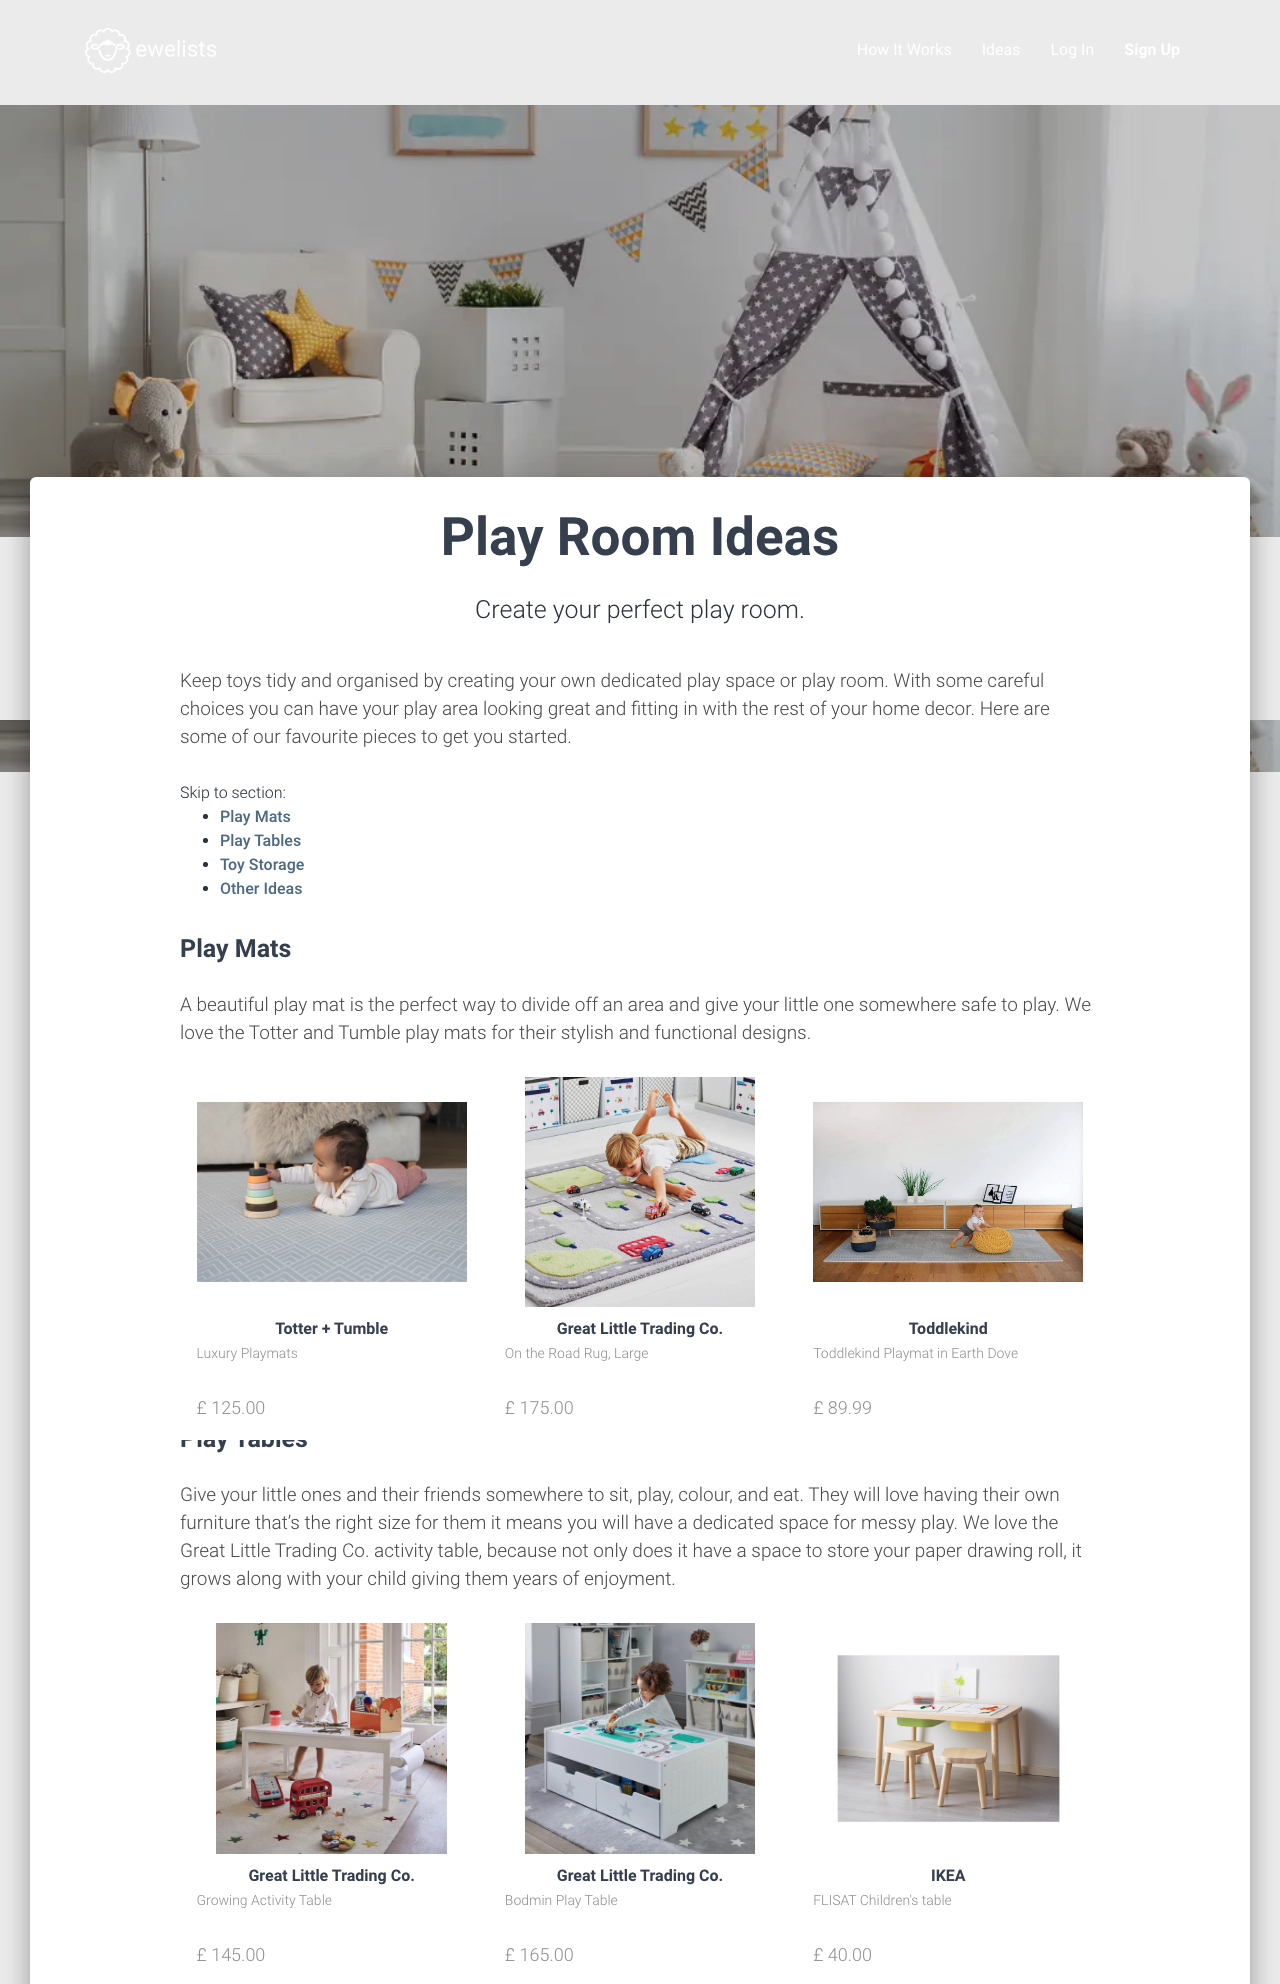 ewelists
How It Works Ideas Log In Sign Up
Play Room Ideas
Create your perfect play room.
Keep toys tidy and organised by creating your own dedicated play space or play room. With some careful
choices you can have your play area looking great and fitting in with the rest of your home decor. Here are
some of our favourite pieces to get you started.
Skip to section:
Play Mats
Play Tables
Toy Storage
Other Ideas
Play Mats
A beautiful play mat is the perfect way to divide off an area and give your little one somewhere safe to play. We
love the Totter and Tumble play mats for their stylish and functional designs.
Totter + Tumble
Luxury Playmats
£ 125.00
Great Little Trading Co.
On the Road Rug, Large
£ 175.00
Toddlekind
Toddlekind Playmat in Earth Dove
£ 89.99
Play Tables
Give your little ones and their friends somewhere to sit, play, colour, and eat. They will love having their own
furniture that’s the right size for them it means you will have a dedicated space for messy play. We love the
Great Little Trading Co. activity table, because not only does it have a space to store your paper drawing roll, it
grows along with your child giving them years of enjoyment.
Great Little Trading Co.
Growing Activity Table
£ 145.00
Great Little Trading Co.
Bodmin Play Table
£ 165.00
IKEA
FLISAT Children's table
£ 40.00